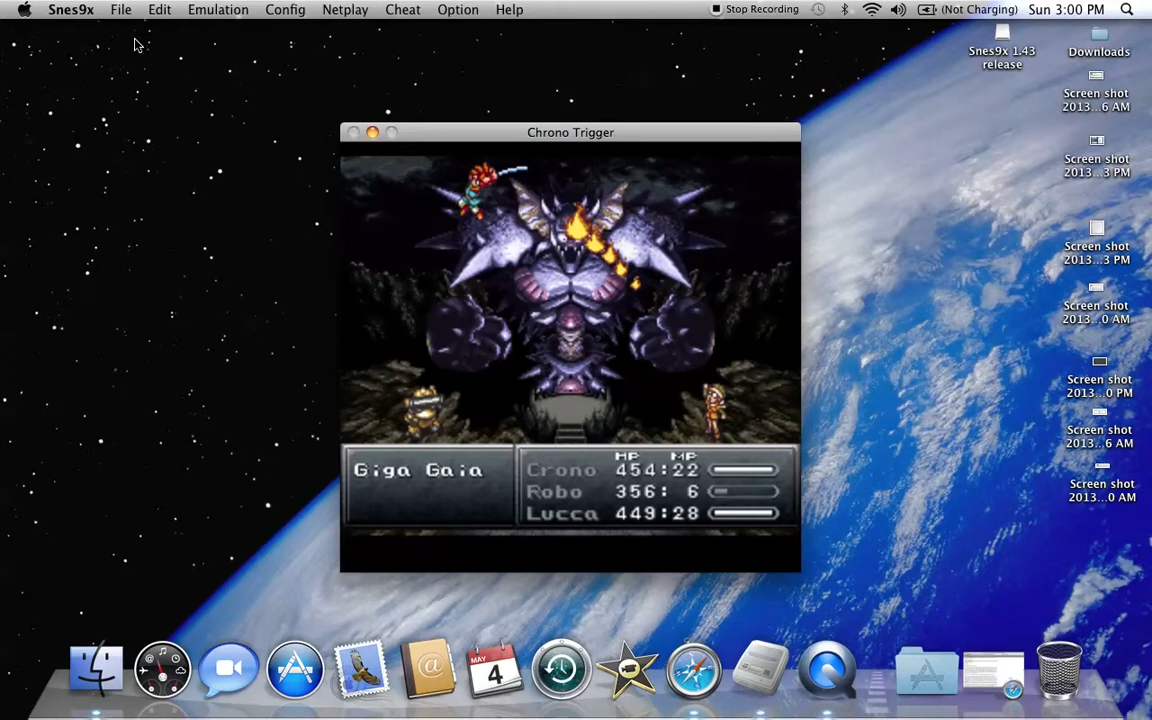 Snes9x File Edit Emulation Config Netplay Cheat Option Help Stop Recording (Not Charging) Sun 3:00 PM
Snes9x 1.43
release
Downloads
Screen shot
2013...6 AM
Screen shot
2013...3 PM
Screen shot
2013...3 PM
Screen shot
2013...0 AM
Screen shot
2013...0 PM
Screen shot
2013...6 AM
Screen shot
2013...0 AM
Chrono Trigger
HP MP
Giga Gaia
Crono 454:22
Robo 356: 6
Lucca 449:28
MAY
4